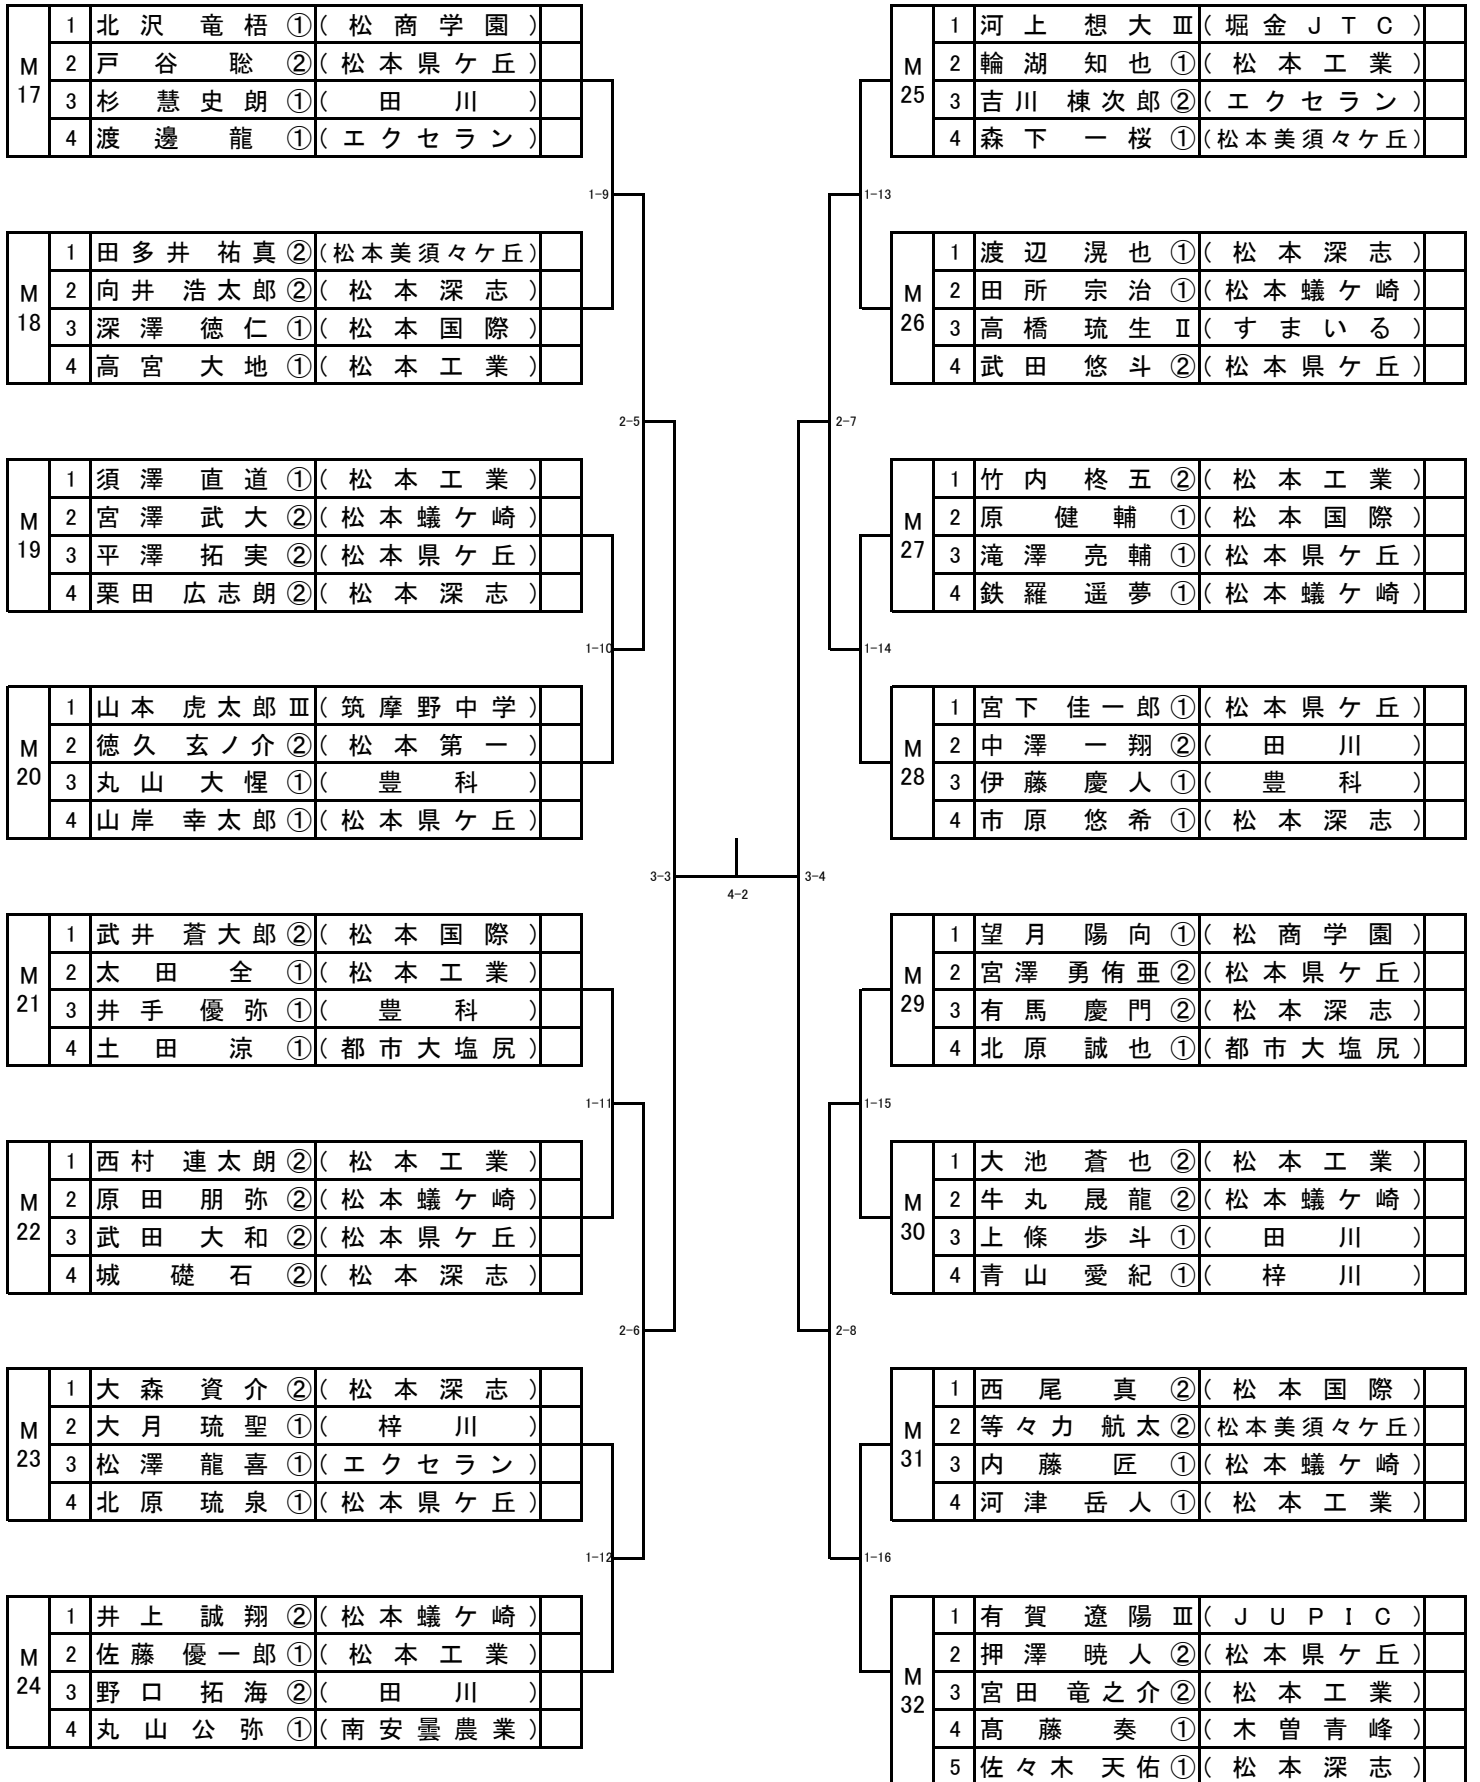 M
17
1 北沢 竜梧 ① (松商学園)
2 戸谷 聡 ② (松本県ケ丘)
3 杉 慧史朗 ① (田川)
4 渡邊 龍 ① (エクセラン)
1-9
M
18
1 田多井 祐真 ② (松本美須々ケ丘)
2 向井 浩太郎 ② (松本深志)
3 深澤 徳仁 ① (松本国際)
4 高宮 大地 ① (松本工業)
2-5
M
19
1 須澤 直道 ① (松本工業)
2 宮澤 武大 ② (松本蟻ケ崎)
3 平澤 拓実 ② (松本県ケ丘)
4 栗田 広志朗 ② (松本深志)
1-10
M
20
1 山本 虎太郎 Ⅲ (筑摩野中学)
2 徳久 玄ノ介 ② (松本第一)
3 丸山 大惺 ① (豊科)
4 山岸 幸太郎 ① (松本県ケ丘)
3-3
M
21
1 武井 蒼大郎 ② (松本国際)
2 太田 全 ① (松本工業)
3 井手 優弥 ① (豊科)
4 土田 涼 ① (都市大塩尻)
1-11
M
22
1 西村 連太朗 ② (松本工業)
2 原田 朋弥 ② (松本蟻ケ崎)
3 武田 大和 ② (松本県ケ丘)
4 城 礎石 ② (松本深志)
2-6
M
23
1 大森 資介 ② (松本深志)
2 大月 琉聖 ① (梓川)
3 松澤 龍喜 ① (エクセラン)
4 北原 琉泉 ① (松本県ケ丘)
1-12
M
24
1 井上 誠翔 ② (松本蟻ケ崎)
2 佐藤 優一郎 ① (松本工業)
3 野口 拓海 ② (田川)
4 丸山 公弥 ① (南安曇農業)
4-2
M
25
1 河上 想大 Ⅲ (堀金JTC)
2 輪湖 知也 ① (松本工業)
3 吉川 棟次郎 ② (エクセラン)
4 森下 一桜 ① (松本美須々ケ丘)
1-13
M
26
1 渡辺 滉也 ① (松本深志)
2 田所 宗治 ① (松本蟻ケ崎)
3 高橋 琉生 Ⅱ (すまいる)
4 武田 悠斗 ② (松本県ケ丘)
2-7
M
27
1 竹内 柊五 ② (松本工業)
2 原 健輔 ① (松本国際)
3 滝澤 亮輔 ① (松本県ケ丘)
4 鉄羅 遥夢 ① (松本蟻ケ崎)
1-14
M
28
1 宮下 佳一郎 ① (松本県ケ丘)
2 中澤 一翔 ② (田川)
3 伊藤 慶人 ① (豊科)
4 市原 悠希 ① (松本深志)
3-4
M
29
1 望月 陽向 ① (松商学園)
2 宮澤 勇侑亜 ② (松本県ケ丘)
3 有馬 慶門 ② (松本深志)
4 北原 誠也 ① (都市大塩尻)
1-15
M
30
1 大池 蒼也 ② (松本工業)
2 牛丸 晟龍 ② (松本蟻ケ崎)
3 上條 歩斗 ① (田川)
4 青山 愛紀 ① (梓川)
2-8
M
31
1 西尾 真 ② (松本国際)
2 等々力 航太 ② (松本美須々ケ丘)
3 内藤 匠 ① (松本蟻ケ崎)
4 河津 岳人 ① (松本工業)
1-16
M
32
1 有賀 遼陽 Ⅲ (JUPIC)
2 押澤 暁人 ② (松本県ケ丘)
3 宮田 竜之介 ② (松本工業)
4 髙藤 奏 ① (木曽青峰)
5 佐々木 天佑 ① (松本深志)